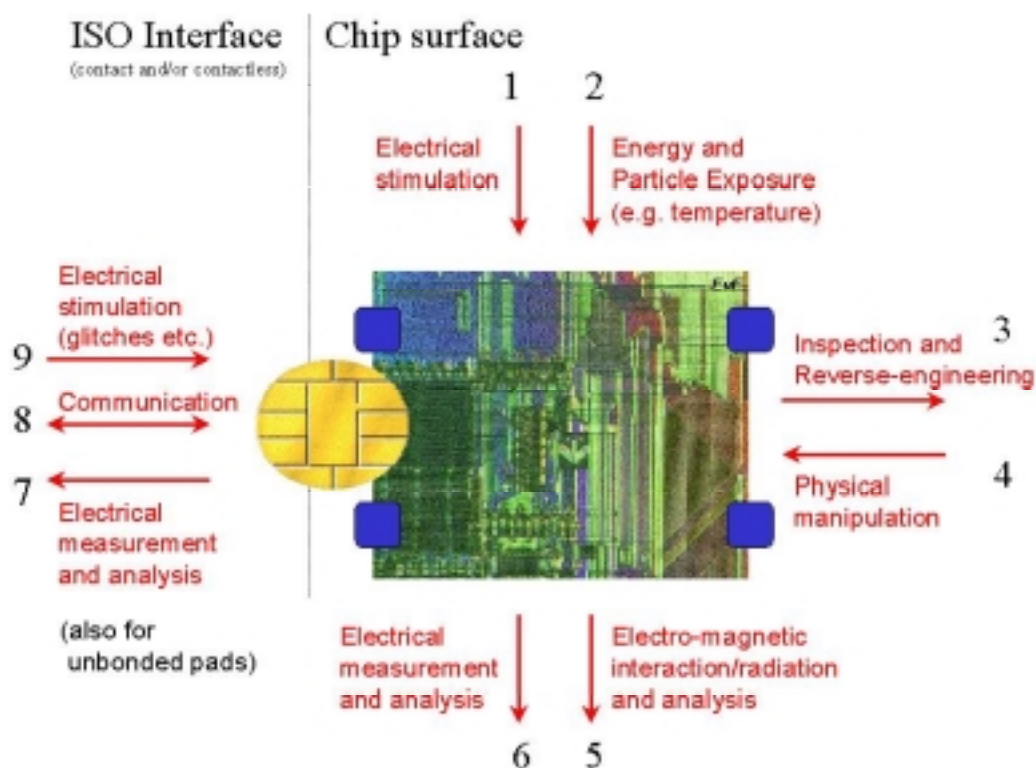 ISO Interface
(contact and/or contactless)
Chip surface
1
2
Electrical
stimulation
Energy and
Particle Exposure
(e.g. temperature)
Electrical
stimulation
(glitches etc.)
9
Communication
8
7
Electrical
measurement
and analysis
(also for
unbonded pads)
3
Inspection and
Reverse-engineering
4
Physical
manipulation
Electrical
measurement
and analysis
Electro-magnetic
interaction/radiation
and analysis
6
5